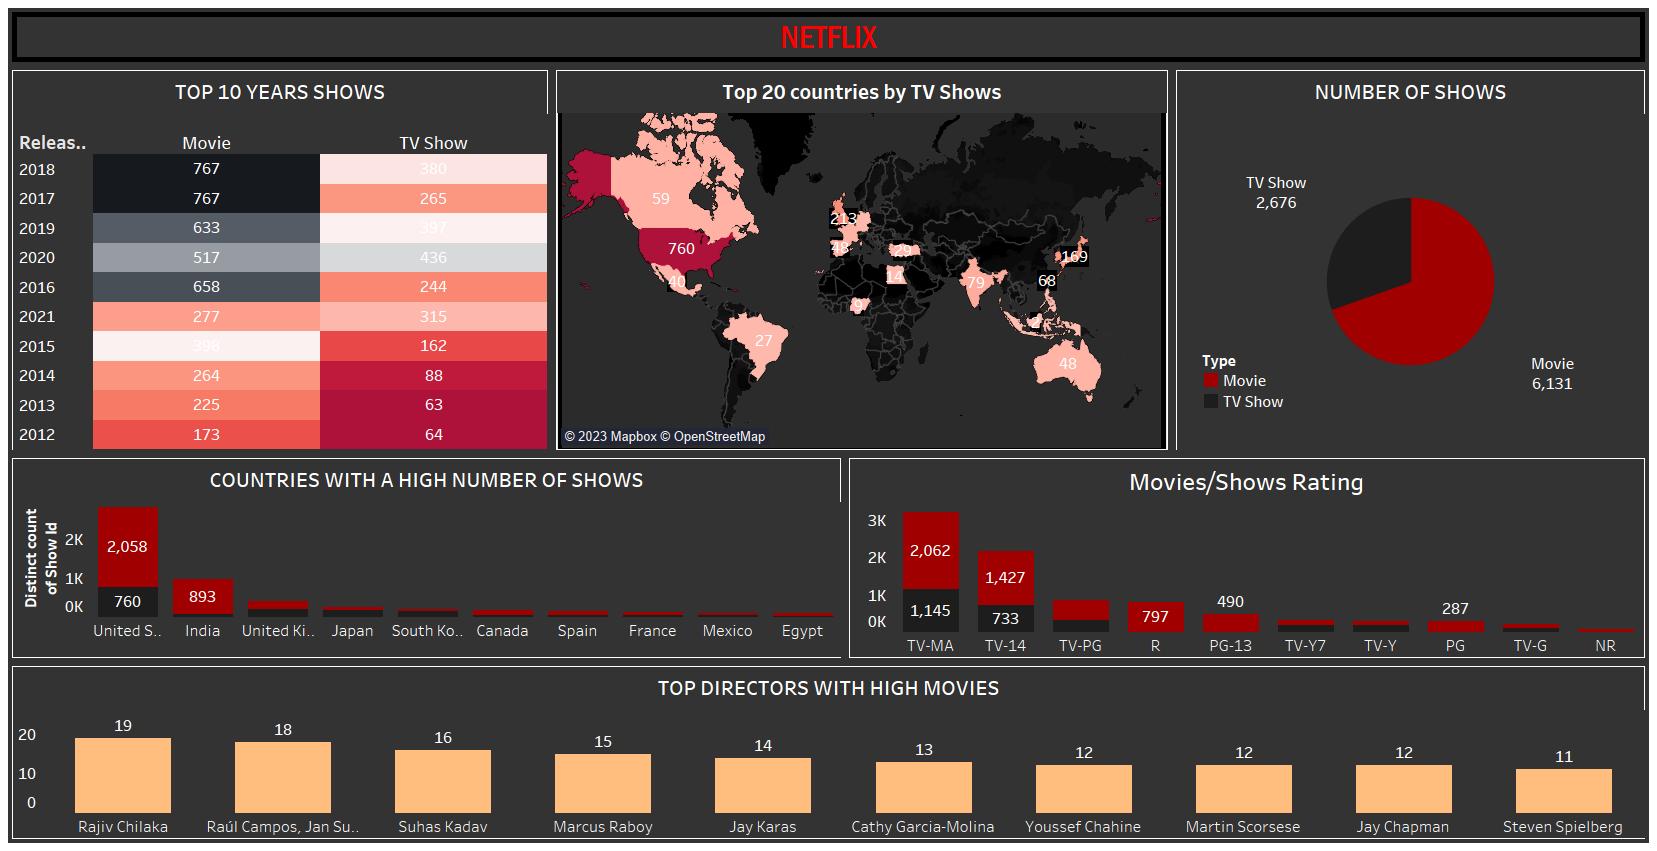 NETFLIX
TOP 10 YEARS SHOWS
Releas.. Movie TV Show
2018 767 380
2017 767 265
2019 633 397
2020 517 436
2016 658 244
2021 277 315
2015 398 162
2014 264 88
2013 225 63
2012 173 64
Top 20 countries by TV Shows
59
213
760
48
29
169
40
14
79
68
9
27
48
© 2023 Mapbox © OpenStreetMap
NUMBER OF SHOWS
TV Show
2,676
Movie
6,131
Type
Movie
TV Show
COUNTRIES WITH A HIGH NUMBER OF SHOWS
Distinct count
of Show Id
2K
1K
0K
2,058
760
893
United S.. India United Ki.. Japan South Ko.. Canada Spain France Mexico Egypt
Movies/Shows Rating
3K
2K
1K
0K
2,062
1,427
1,145
733
797
490
287
TV-MA TV-14 TV-PG R PG-13 TV-Y7 TV-Y PG TV-G NR
TOP DIRECTORS WITH HIGH MOVIES
20
10
0
19 18 16 15 14 13 12 12 12 11
Rajiv Chilaka Raúl Campos, Jan Su.. Suhas Kadav Marcus Raboy Jay Karas Cathy Garcia-Molina Youssef Chahine Martin Scorsese Jay Chapman Steven Spielberg